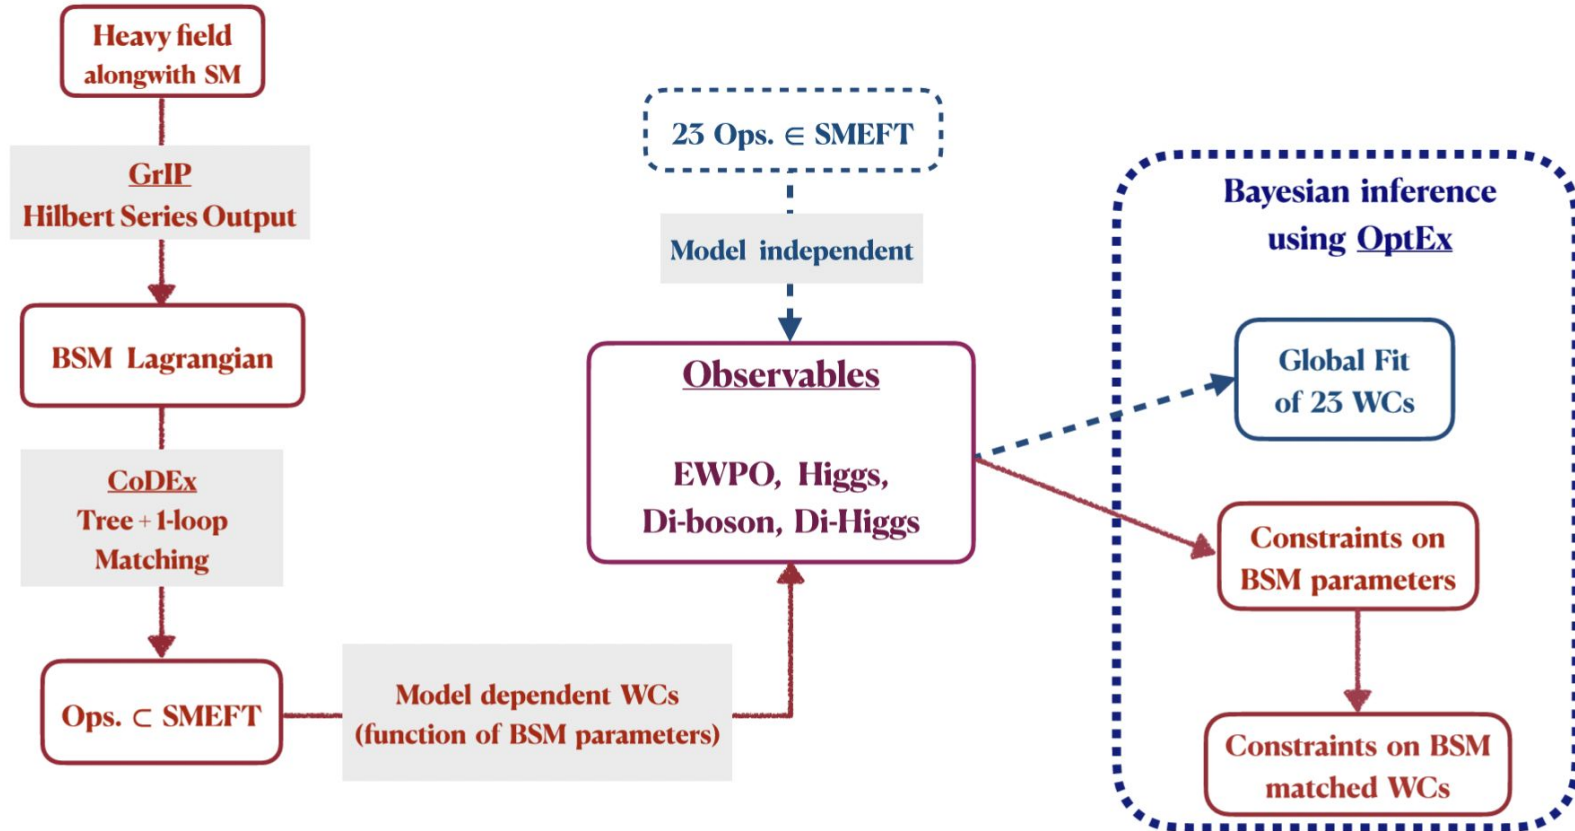 Heavy field
alongwith SM
GrIP
Hilbert Series Output
BSM Lagrangian
CoDEx
Tree + 1-loop
Matching
Ops. ⊂ SMEFT
Model dependent WCs
(function of BSM parameters)
23 Ops. ∈ SMEFT
Model independent
Observables
EWPO, Higgs,
Di-boson, Di-Higgs
Bayesian inference
using OptEx
Global Fit
of 23 WCs
Constraints on
BSM parameters
Constraints on BSM
matched WCs